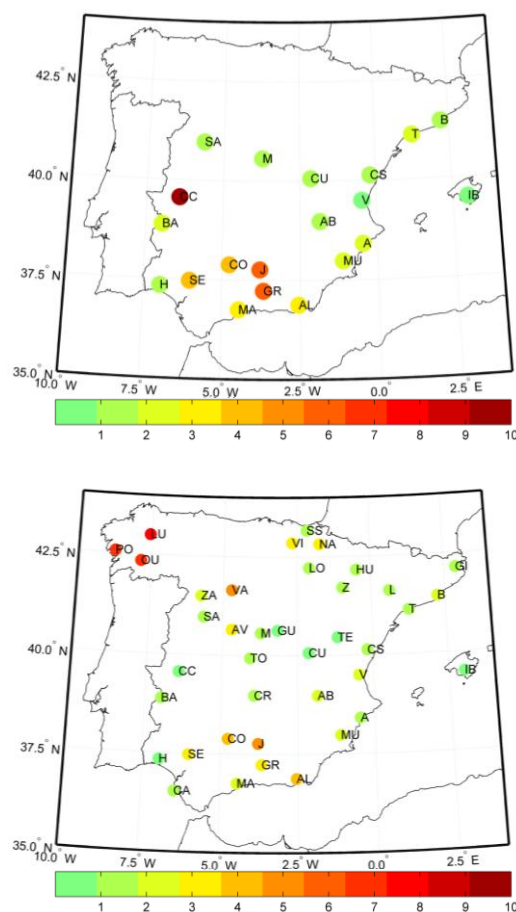 42.5° N
B
T
SA
M
CU
CS
40.0° N
CC
V
IB
BA
AB
A
MU
CO
J
37.5° N
H
SE
GR
MA
AL
35.0° N
10.0° W
7.5° W
5.0° W
2.5° W
0.0°
2.5° E
1 2 3 4 5 6 7 8 9 10
LU
SS
42.5° N
PO
VI
NA
OU
LO
HU
GI
ZA
VA
Z
L
B
SA
T
AV
M
GU
TE
40.0° N
TO
CU
CS
CC
V
IB
BA
CR
AB
A
MU
CO
J
37.5° N
H
SE
GR
CA
MA
AL
35.0° N
10.0° W
7.5° W
5.0° W
2.5° W
0.0°
2.5° E
1 2 3 4 5 6 7 8 9 10